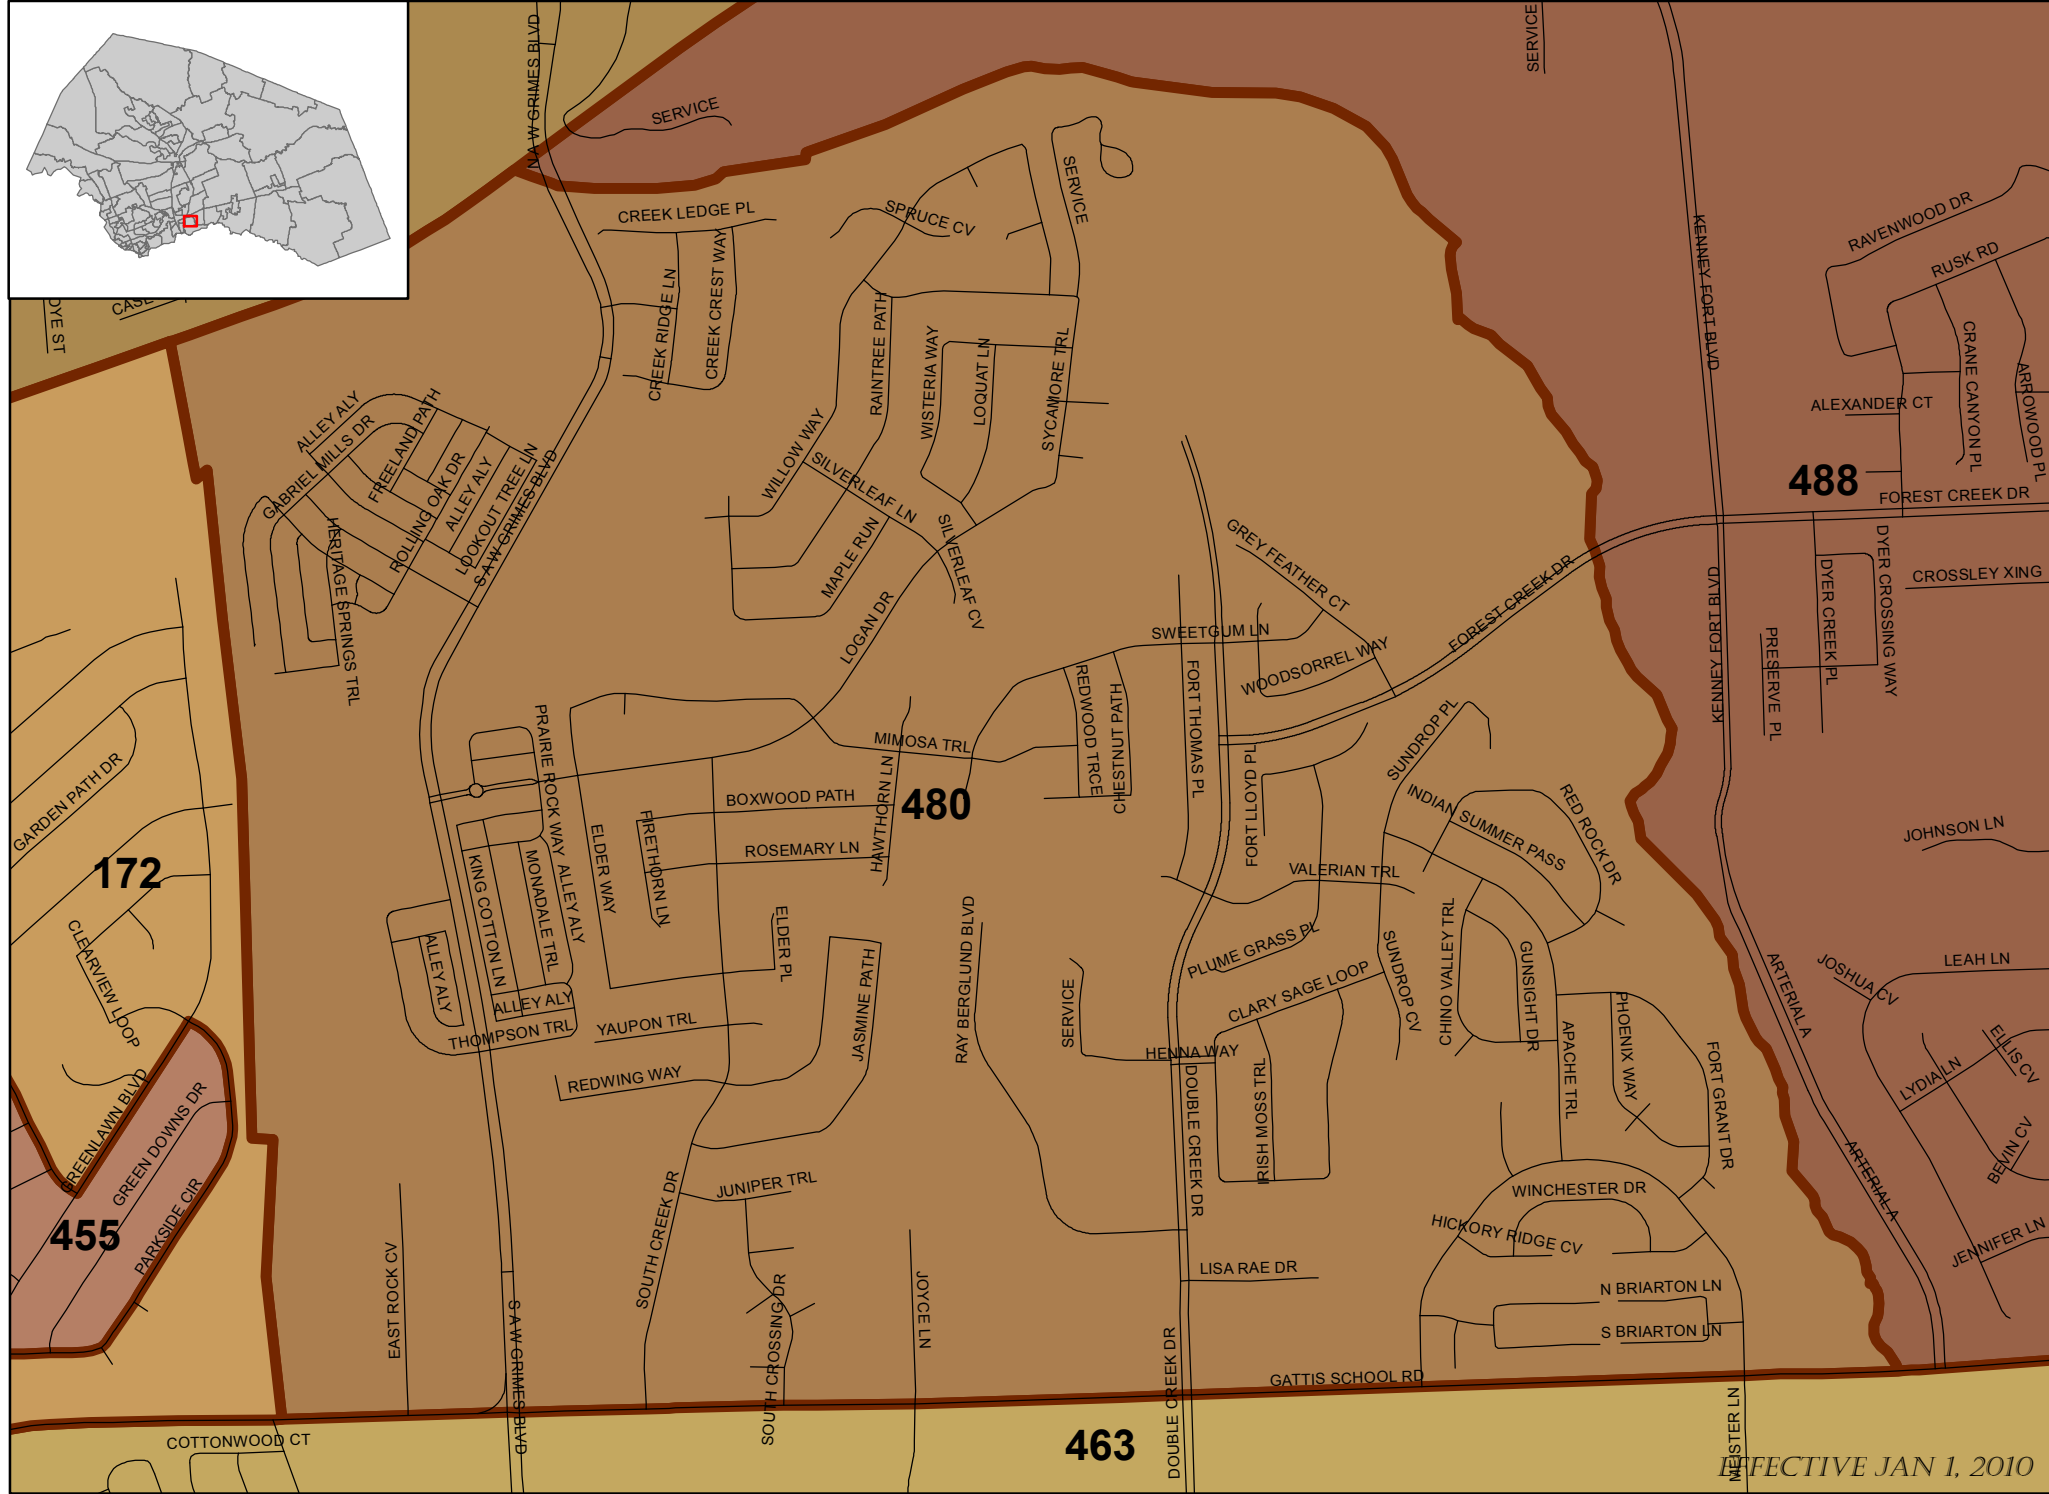 SERVICE
N A W GRIMES BLVD
SERVICE
SERVICE
CREEK LEDGE PL
SPRUCE CV
CREEK RIDGE LN
CREEK CREST WAY
KENNEY FORT BLVD
RAVENWOOD DR
RUSK RD
CRANE CANYON PL
ARROWOOD PL
ALEXANDER CT
RAINTREE PATH
WISTERIA WAY
LOQUAT LN
SYCAMORE TRL
ALLEY ALY
GABRIEL MILLS DR
FREELAND PATH
ROLLING OAK DR
ALLEY ALY
LOOKOUT TREE LN
S A W GRIMES BLVD
HERITAGE SPRINGS TRL
WILLOW WAY
SILVERLEAF LN
MAPLE RUN
SILVERLEAF CV
LOGAN DR
488
FOREST CREEK DR
GREY FEATHER CT
FOREST CREEK DR
SWEETGUM LN
WOODSORREL WAY
DYER CROSSING WAY
DYER CREEK PL
CROSSLEY XING
PRESERVE PL
KENNEY FORT BLVD
REDWOOD TRCE
CHESTNUT PATH
FORT THOMAS PL
FORT LLOYD PL
SUNDROP PL
INDIAN SUMMER PASS
RED ROCK DR
PRAIRIE ROCK WAY
MIMOSA TRL
HAWTHORN LN
480
BOXWOOD PATH
ROSEMARY LN
FIRETHORN LN
ELDER WAY
ALLEY ALY
MONADALE TRL
KING COTTON LN
ALLEY ALY
ALLEY ALY
THOMPSON TRL
GARDEN PATH DR
172
CLEARVIEW LOOP
JOHNSON LN
VALERIAN TRL
PLUME GRASS PL
CLARY SAGE LOOP
SUNDROP CV
CHINO VALLEY TRL
GUNSIGHT DR
APACHE TRL
PHOENIX WAY
FORT GRANT DR
ELDER PL
YAUPON TRL
JASMINE PATH
RAY BERGLUND BLVD
SERVICE
REDWING WAY
HENNA WAY
IRISH MOSS TRL
DOUBLE CREEK DR
ARTERIAL A
JOSHUA CV
LEAH LN
ELLIS CV
LYDIA LN
BEVIN CV
ARTERIAL A
JENNIFER LN
GREENLAWN BLVD
GREEN DOWNS DR
PARKSIDE CIR
455
EAST ROCK CV
SOUTH CREEK DR
JUNIPER TRL
SOUTH CROSSING DR
JOYCE LN
LISA RAE DR
WINCHESTER DR
HICKORY RIDGE CV
N BRIARTON LN
S BRIARTON LN
S A W GRIMES BLVD
DOUBLE CREEK DR
GATTIS SCHOOL RD
MEISTER LN
COTTONWOOD CT
463
EFFECTIVE JAN 1, 2010